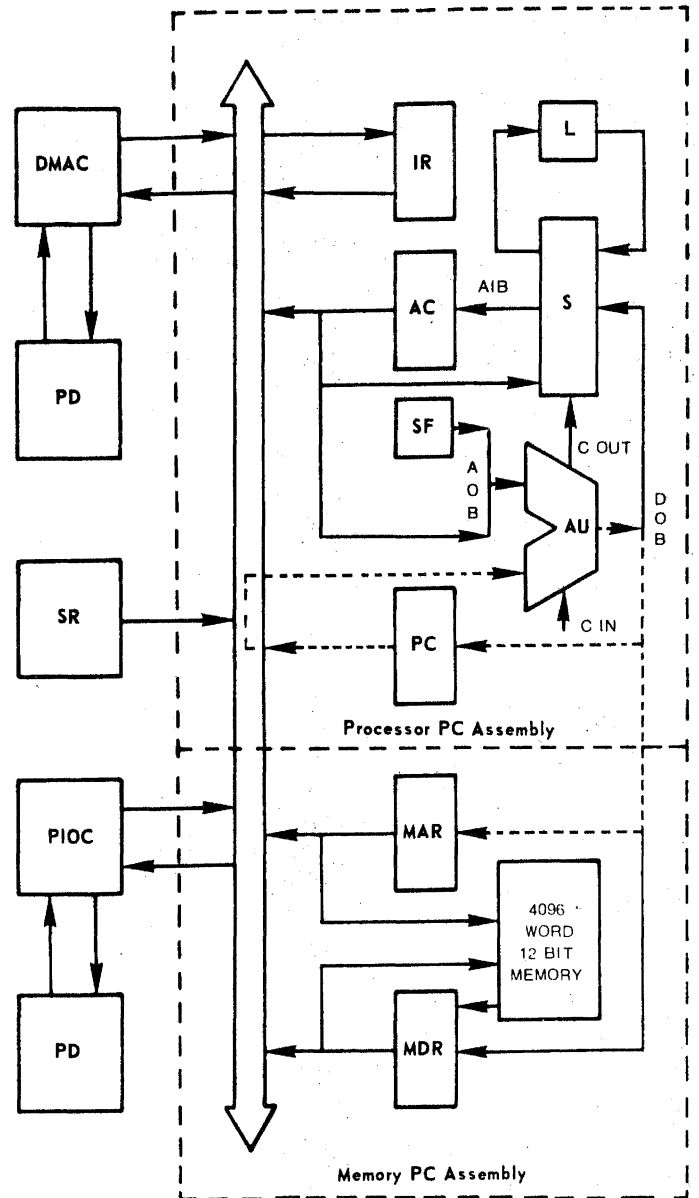 DMAC
IR
L
AC
AIB
S
PD
SF
A
O
B
C OUT
AU
D
O
B
SR
PC
C IN
Processor PC Assembly
PIOC
MAR
4096
WORD
12 BIT
MEMORY
PD
MDR
Memory PC Assembly